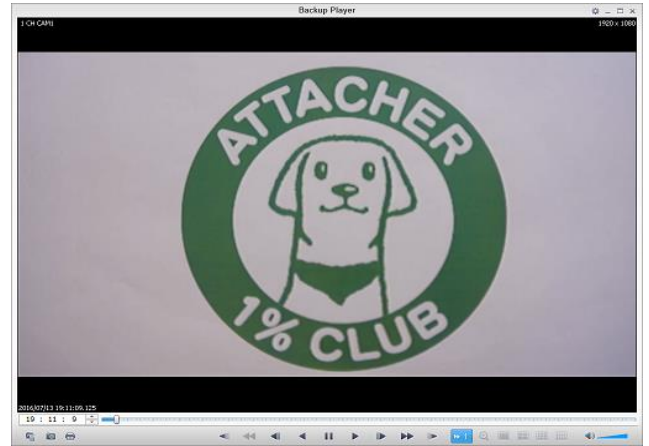 Backup Player
1 CH CAM1
1920 x 1080
ATTACHER
1% CLUB
2016/07/13 19:11:09.125
19 : 11 : 9